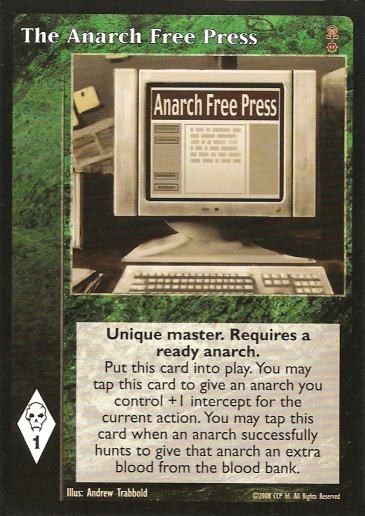 The Anarch Free Press
Anarch Free Press
Unique master. Requires a
ready anarch.
Put this card into play. You may
tap this card to give an anarch you
control +1 intercept for the
current action. You may tap this
card when an anarch successfully
hunts to give that anarch an extra
blood from the blood bank.
1
Illus: Andrew Trabbold
©2008 CCP hf. All Rights Reserved